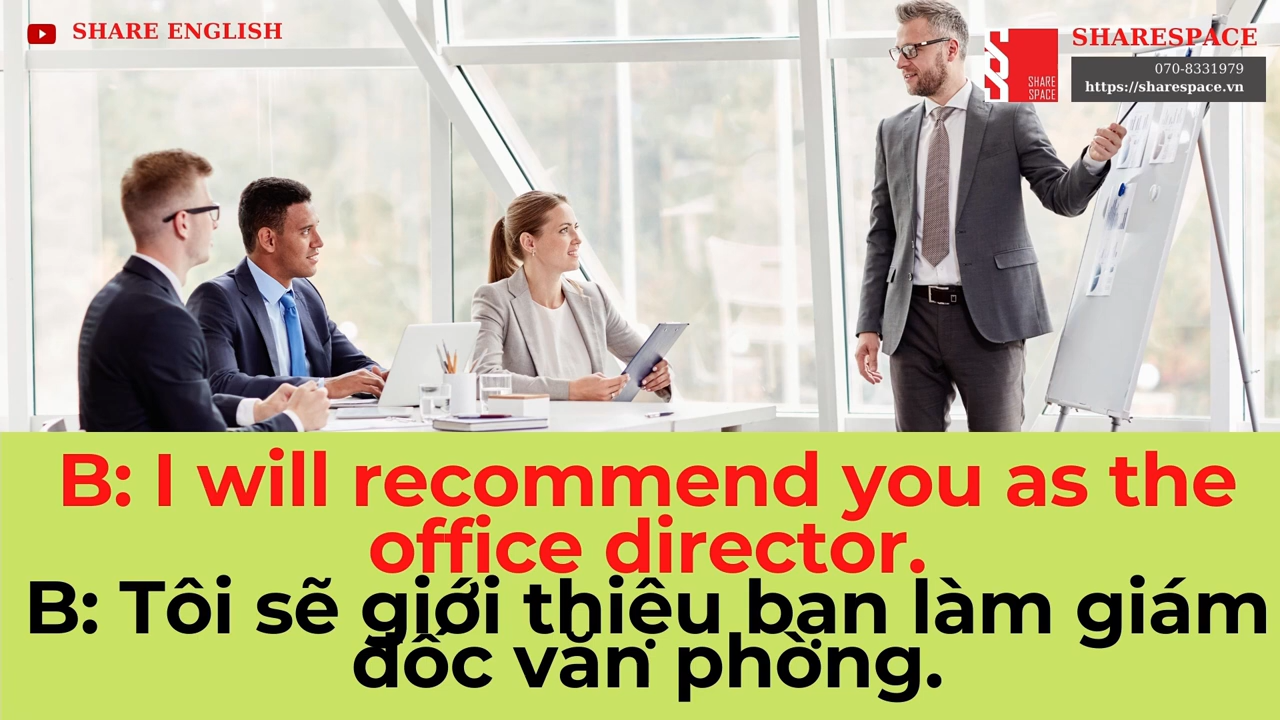 SHARE ENGLISH
SHARE SPACE
SHARESPACE
070-8331979
https://sharespace.vn
B: I will recommend you as the
office director.
B: Tôi sẽ giới thiệu bạn làm giám
đốc văn phòng.